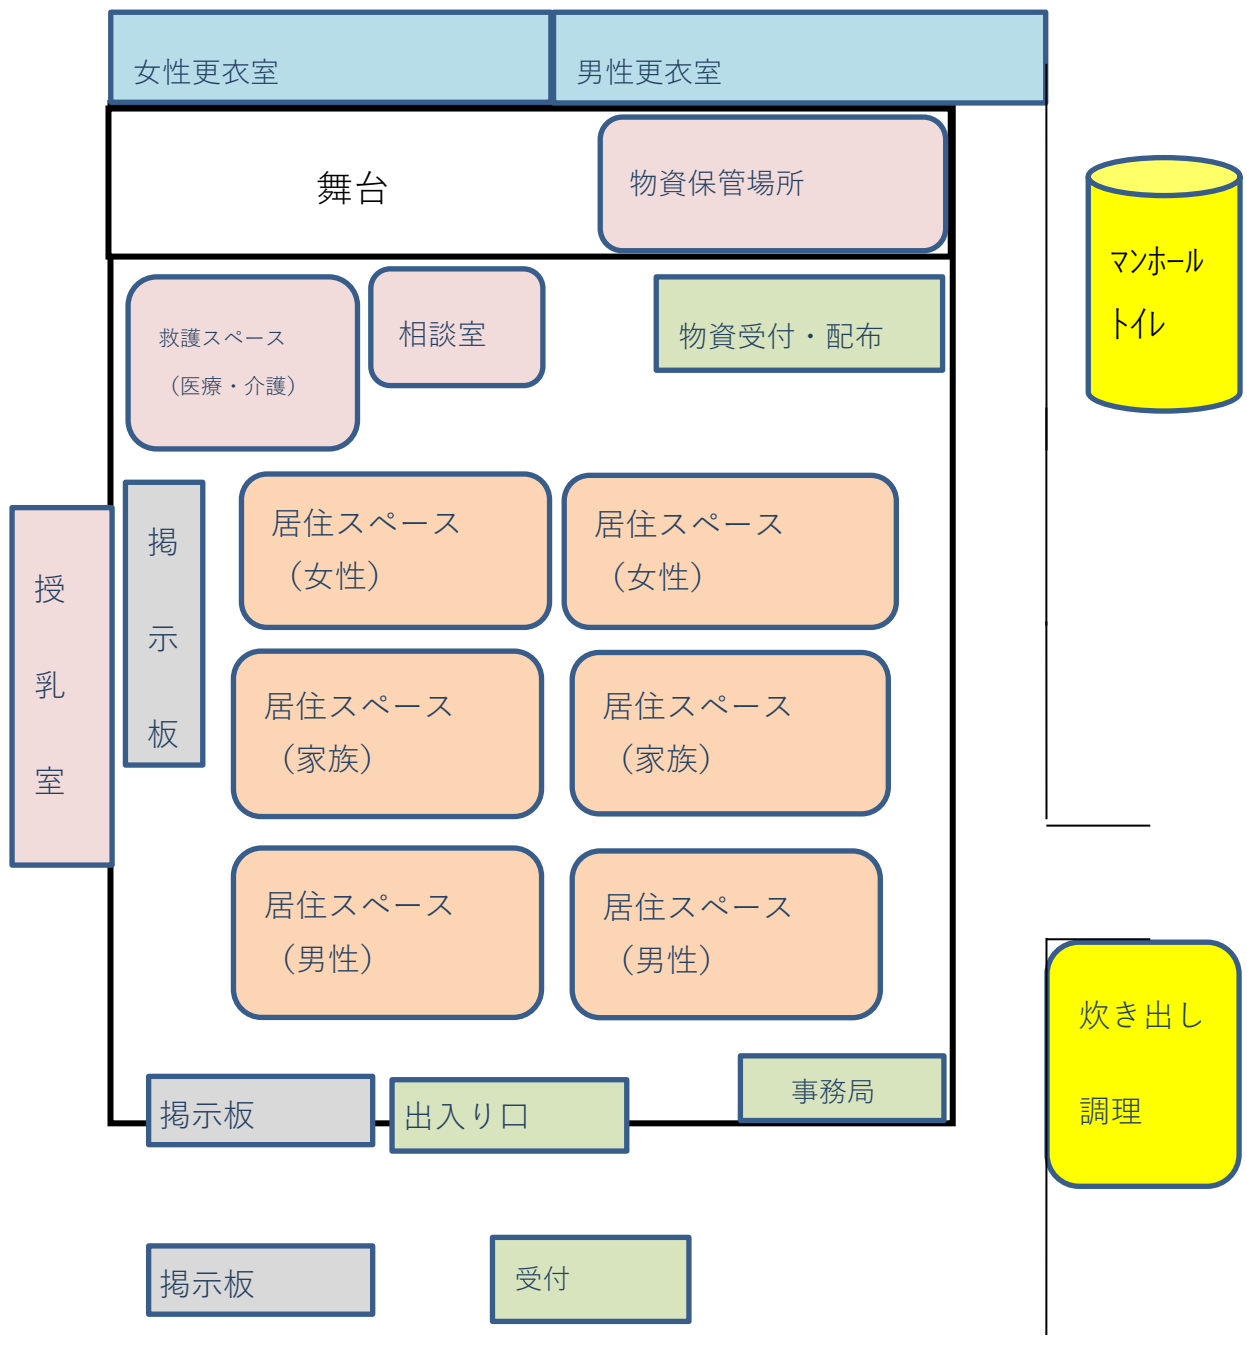 女性更衣室
男性更衣室
舞台
物資保管場所
マンホール
トイレ
救護スペース
（医療・介護）
相談室
物資受付・配布
授
乳
室
掲
示
板
居住スペース
（女性）
居住スペース
（女性）
居住スペース
（家族）
居住スペース
（家族）
居住スペース
（男性）
居住スペース
（男性）
炊き出し
調理
掲示板
出入り口
事務局
掲示板
受付